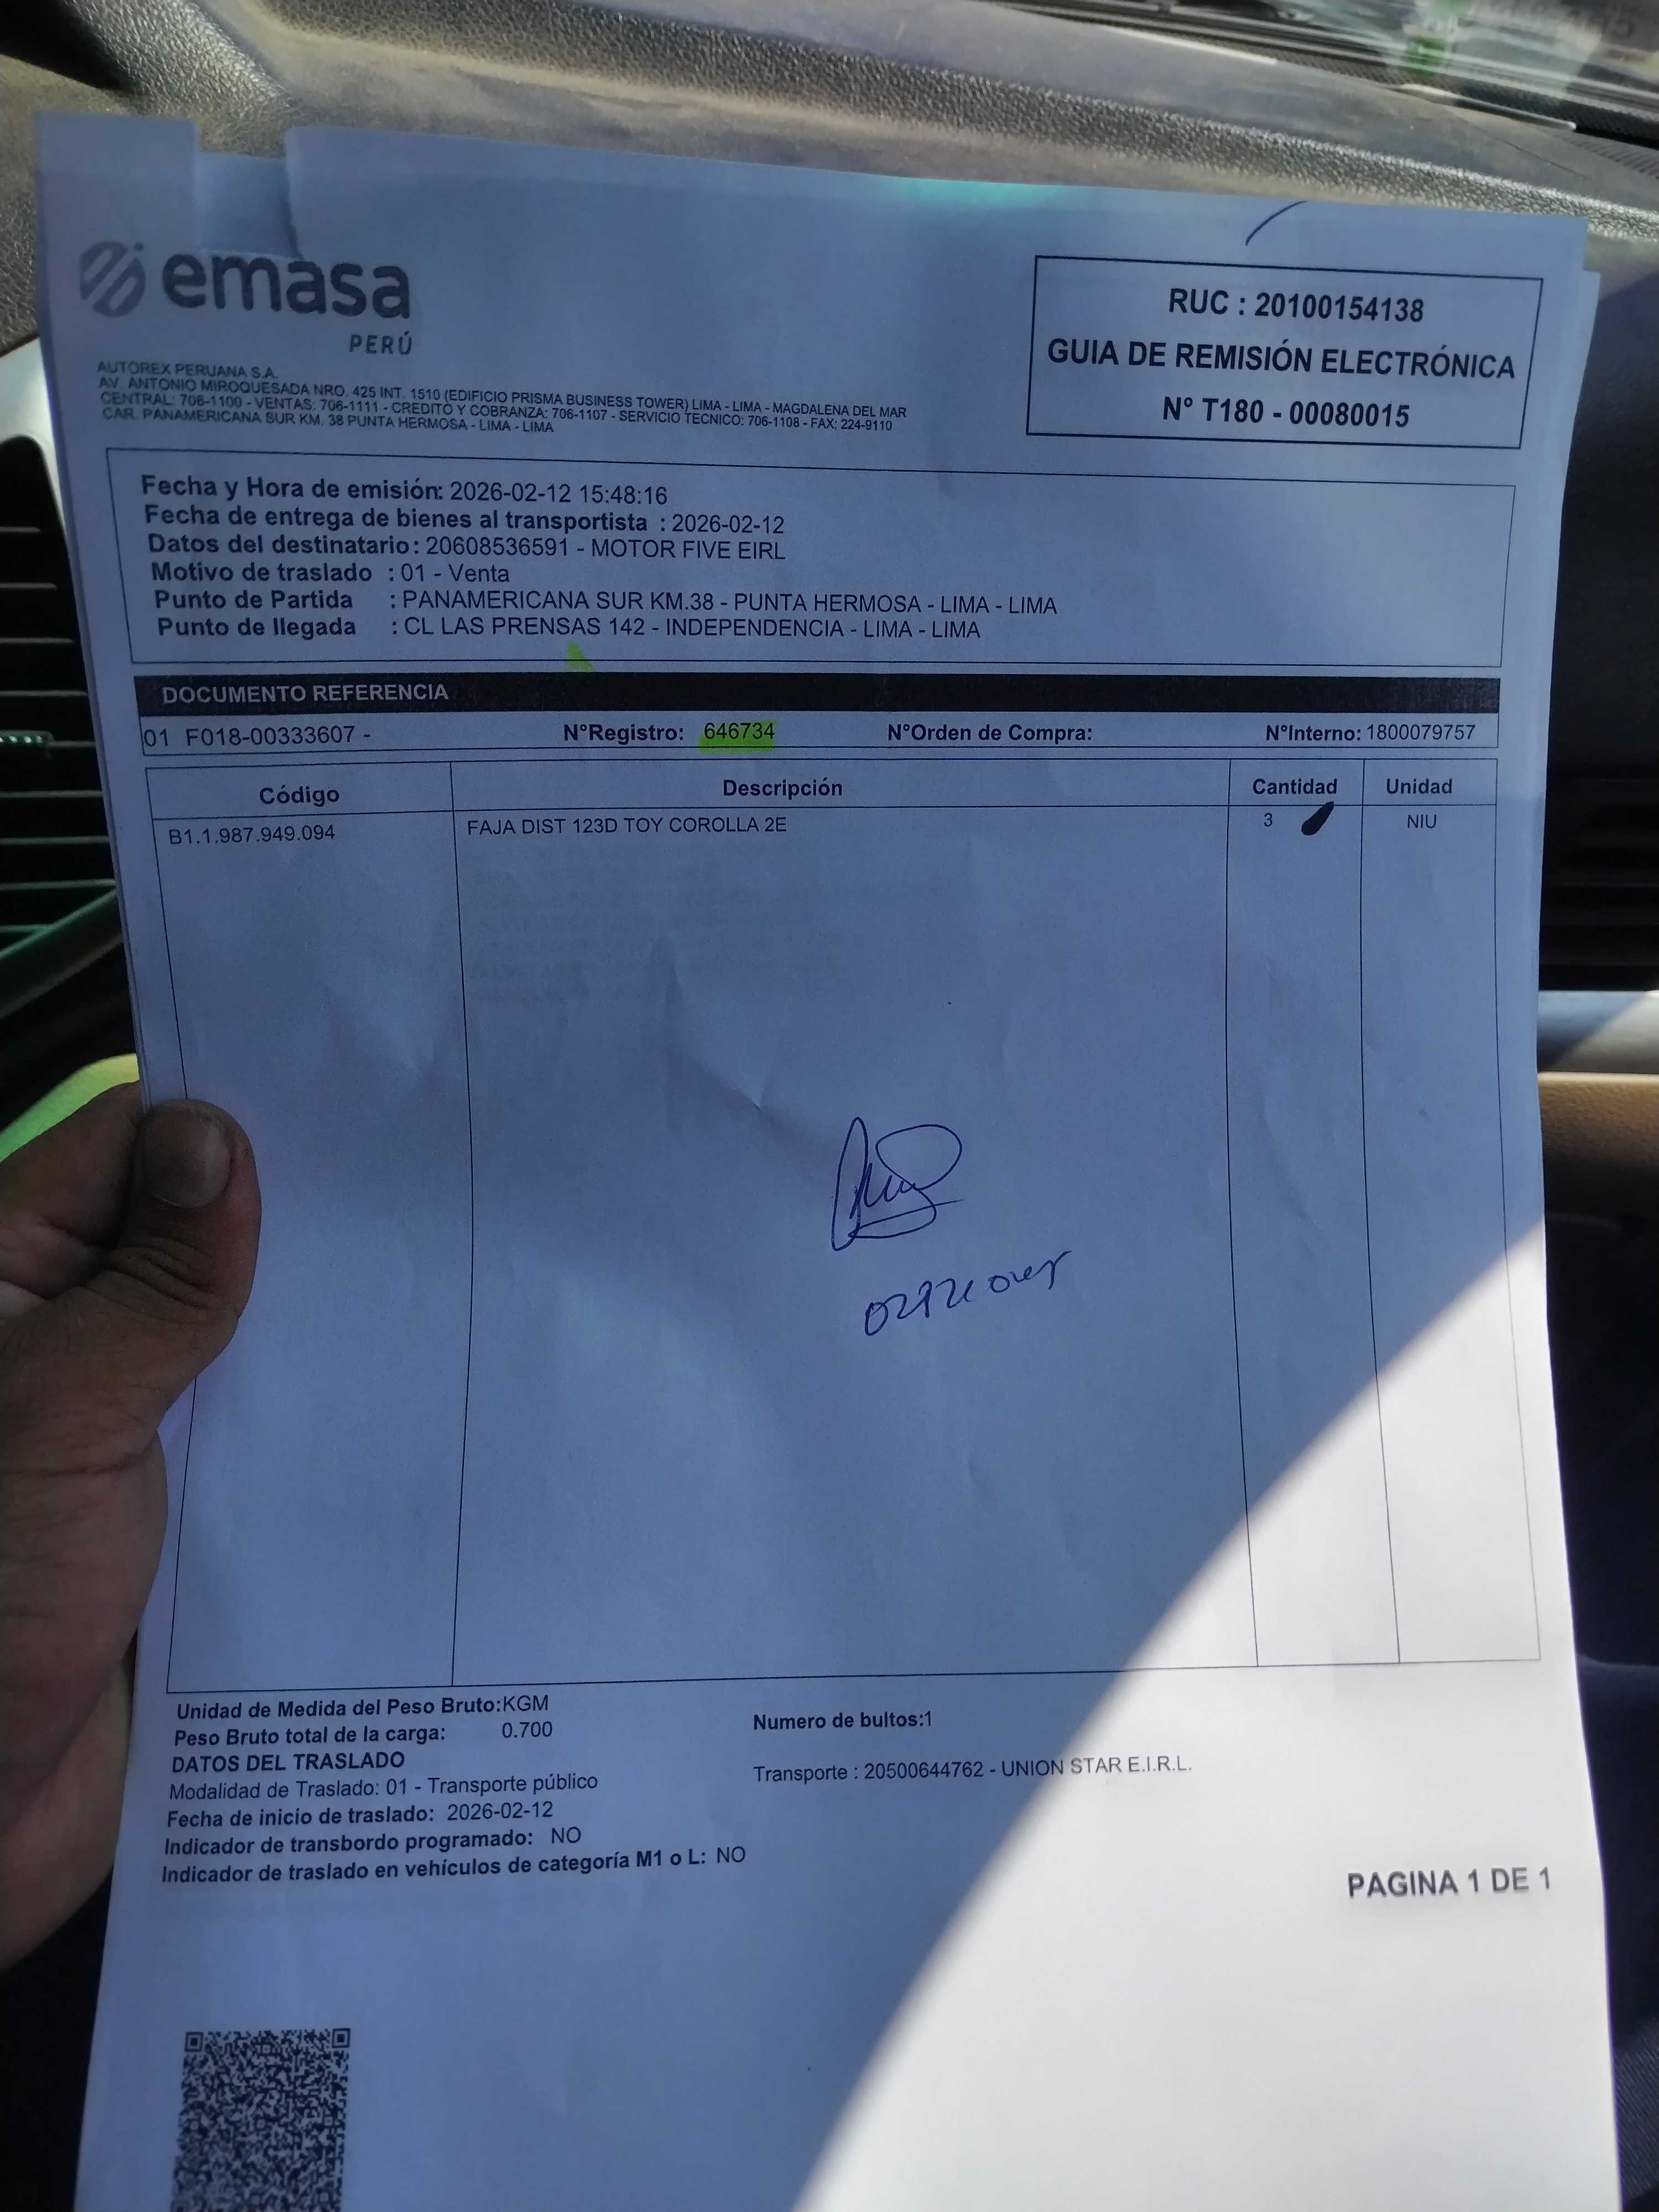 emasa
PERÚ
AUTOREX PERUANA S.A.
AV. ANTONIO MIROQUESADA NRO. 425 INT. 1510 (EDIFICIO PRISMA BUSINESS TOWER) LIMA - LIMA - MAGDALENA DEL MAR
CENTRAL: 706-1100 - VENTAS: 706-1111 - CREDITO Y COBRANZA: 706-1107 - SERVICIO TECNICO: 706-1108 - FAX: 224-9110
CAR. PANAMERICANA SUR KM. 38 PUNTA HERMOSA - LIMA - LIMA
RUC : 20100154138
GUIA DE REMISIÓN ELECTRÓNICA
N° T180 - 00080015
Fecha y Hora de emisión: 2026-02-12 15:48:16
Fecha de entrega de bienes al transportista : 2026-02-12
Datos del destinatario: 20608536591 - MOTOR FIVE EIRL
Motivo de traslado : 01 - Venta
Punto de Partida : PANAMERICANA SUR KM.38 - PUNTA HERMOSA - LIMA - LIMA
Punto de llegada : CL LAS PRENSAS 142 - INDEPENDENCIA - LIMA - LIMA
DOCUMENTO REFERENCIA
01 F018-00333607 - N°Registro: 646734 N°Orden de Compra: N°Interno: 1800079757
Código Descripción Cantidad Unidad
B1.1.987.949.094 FAJA DIST 123D TOY COROLLA 2E 3 NIU
Unidad de Medida del Peso Bruto:KGM
Peso Bruto total de la carga: 0.700 Numero de bultos:1
DATOS DEL TRASLADO
Modalidad de Traslado: 01 - Transporte público Transporte : 20500644762 - UNION STAR E.I.R.L.
Fecha de inicio de traslado: 2026-02-12
Indicador de transbordo programado: NO
Indicador de traslado en vehículos de categoría M1 o L: NO
PAGINA 1 DE 1